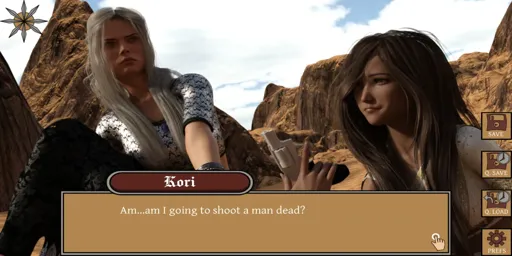 Kori
Am...am I going to shoot a man dead?
SAVE
Q. SAVE
Q. LOAD
PREFS